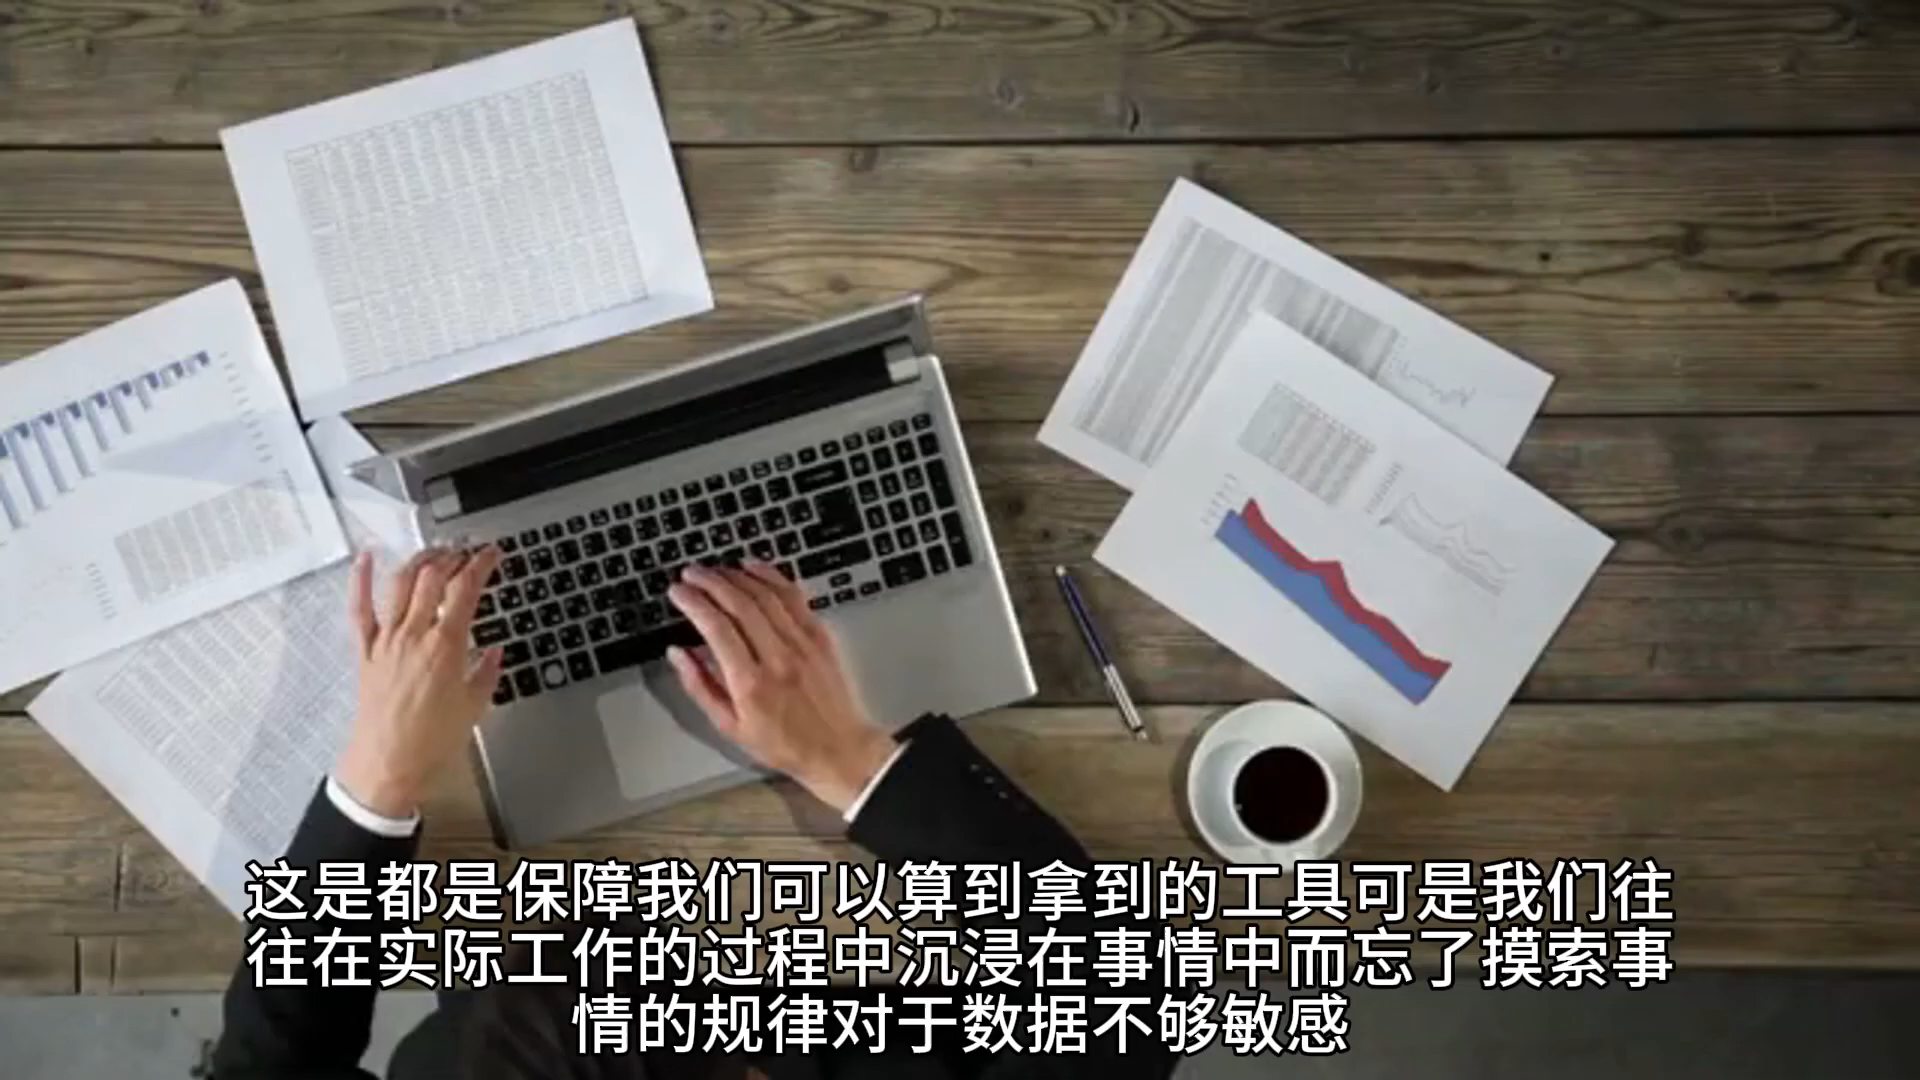 这是都是保障我们可以算到拿到的工具可是我们往
往在实际工作的过程中沉浸在事情中而忘了摸索事
情的规律对于数据不够敏感